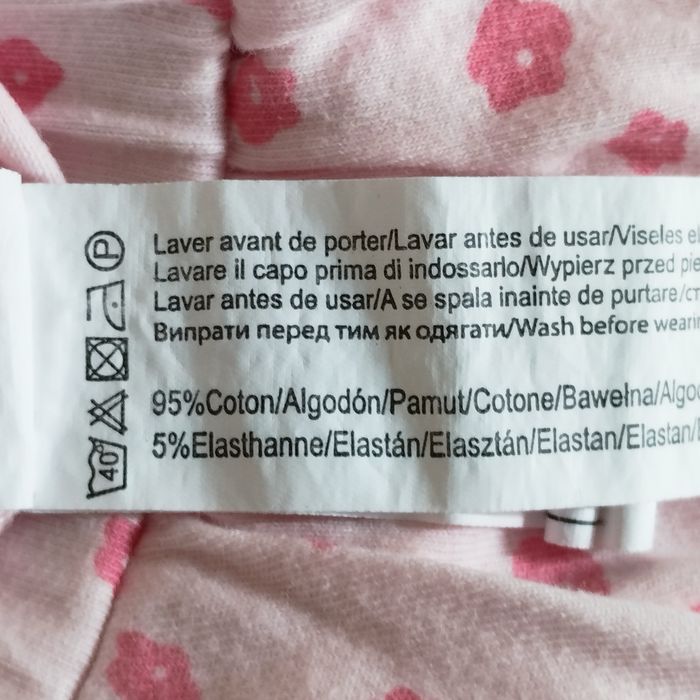 Laver avant de porter/Lavar antes de usar/Viseles
Lavare il capo prima di indossarlo/Wypierz przed
Lavar antes de usar/A se spala inainte de purtare/
Випрати перед тим як одягати/Wash before
95%Coton/Algodón/Pamut/Cotone/Bawełna/
5%Elasthanne/Elastán/Elasztán/Elastan/Elastan/
P
40